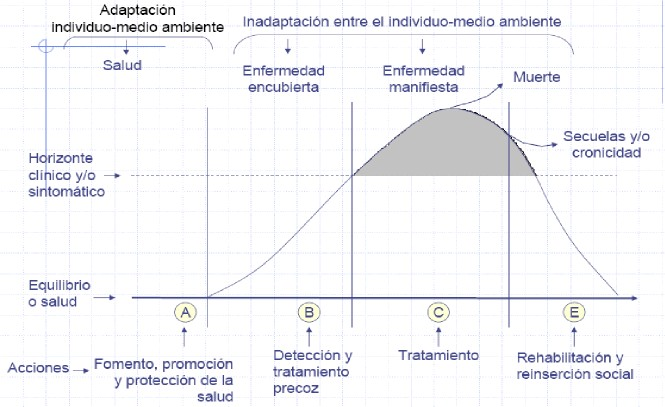 Adaptación
individuo-medio ambiente
Inadaptación entre el individuo-medio ambiente
Salud
Enfermedad
encubierta
Enfermedad
manifiesta
Muerte
Secuelas y/o
cronicidad
Horizonte
clínico y/o
sintomático
Equilibrio
o salud
A
B
C
E
Acciones
Fomento, promoción
y protección de la
salud
Detección y
tratamiento
precoz
Tratamiento
Rehabilitación y
reinserción social